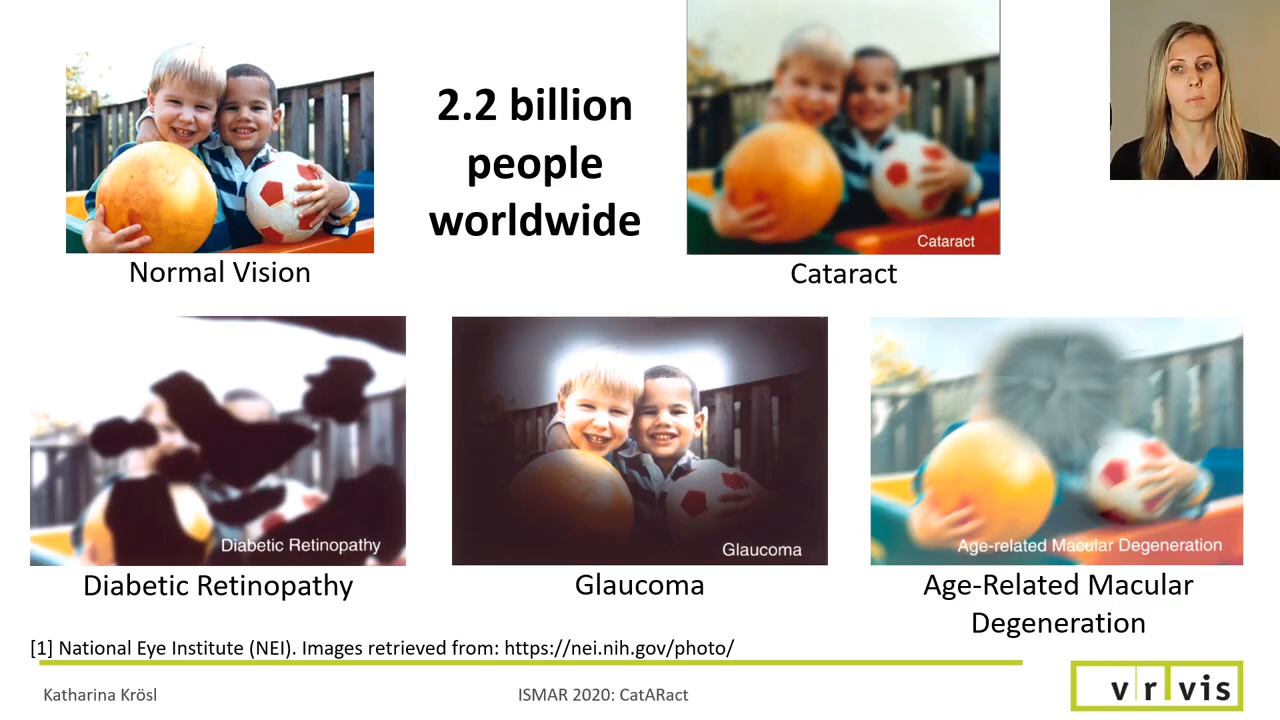 2.2 billion
people
worldwide
Cataract
Normal Vision
Cataract
Diabetic Retinopathy
Glaucoma
Age-related Macular Degeneration
Diabetic Retinopathy
Glaucoma
Age-Related Macular
Degeneration
[1] National Eye Institute (NEI). Images retrieved from: https://nei.nih.gov/photo/
Katharina Krösl
ISMAR 2020: CatARact
vrvis